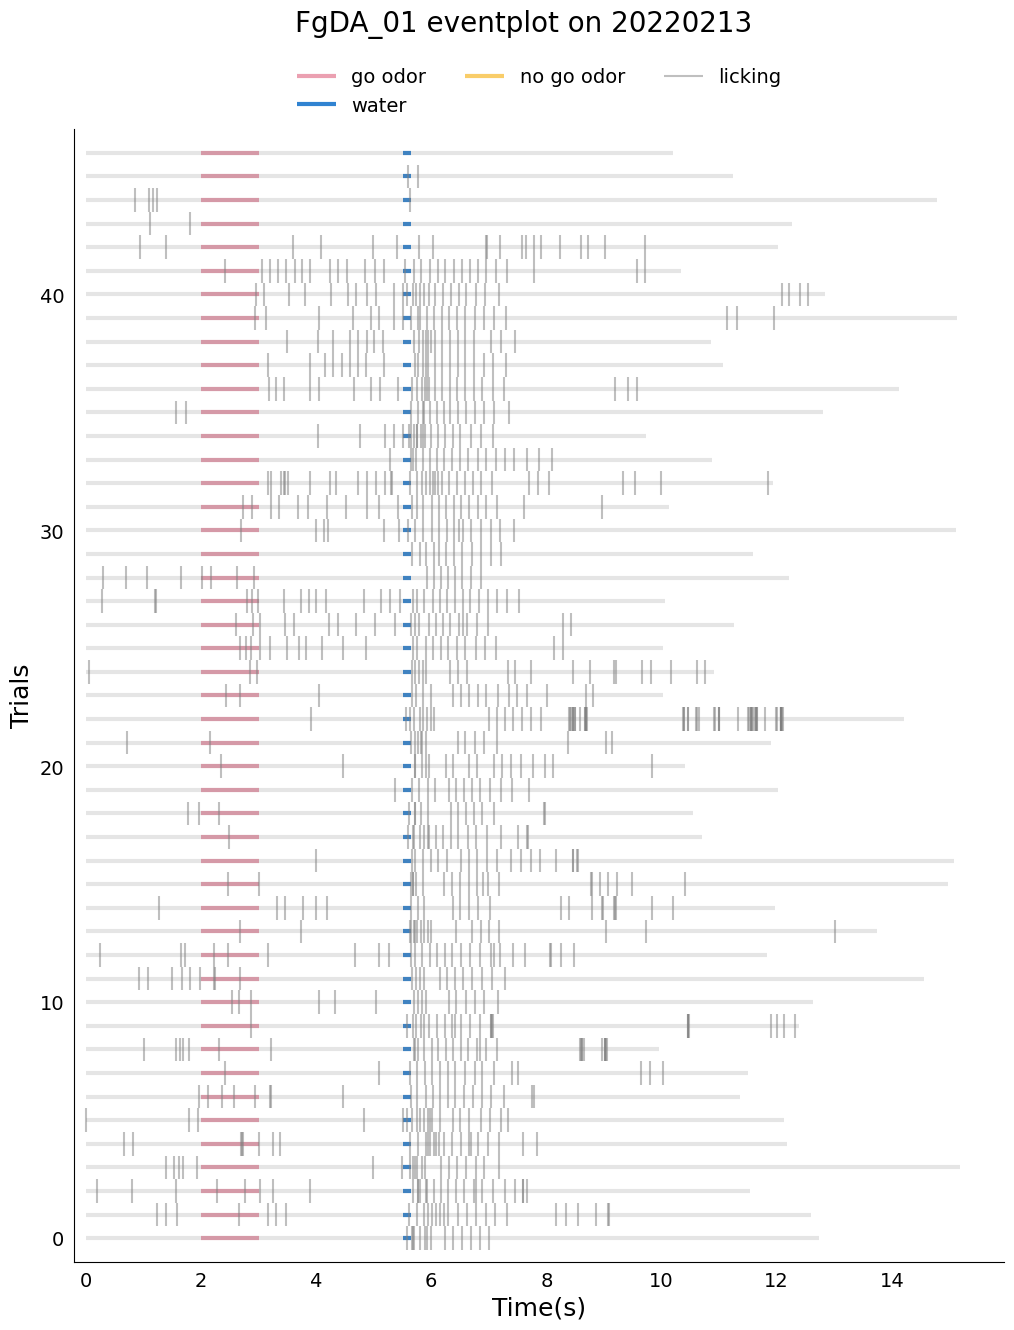 FgDA_01 eventplot on 20220213
go odor no go odor licking
water
40
30
20
10
0
Trials
0 2 4 6 8 10 12 14
Time(s)